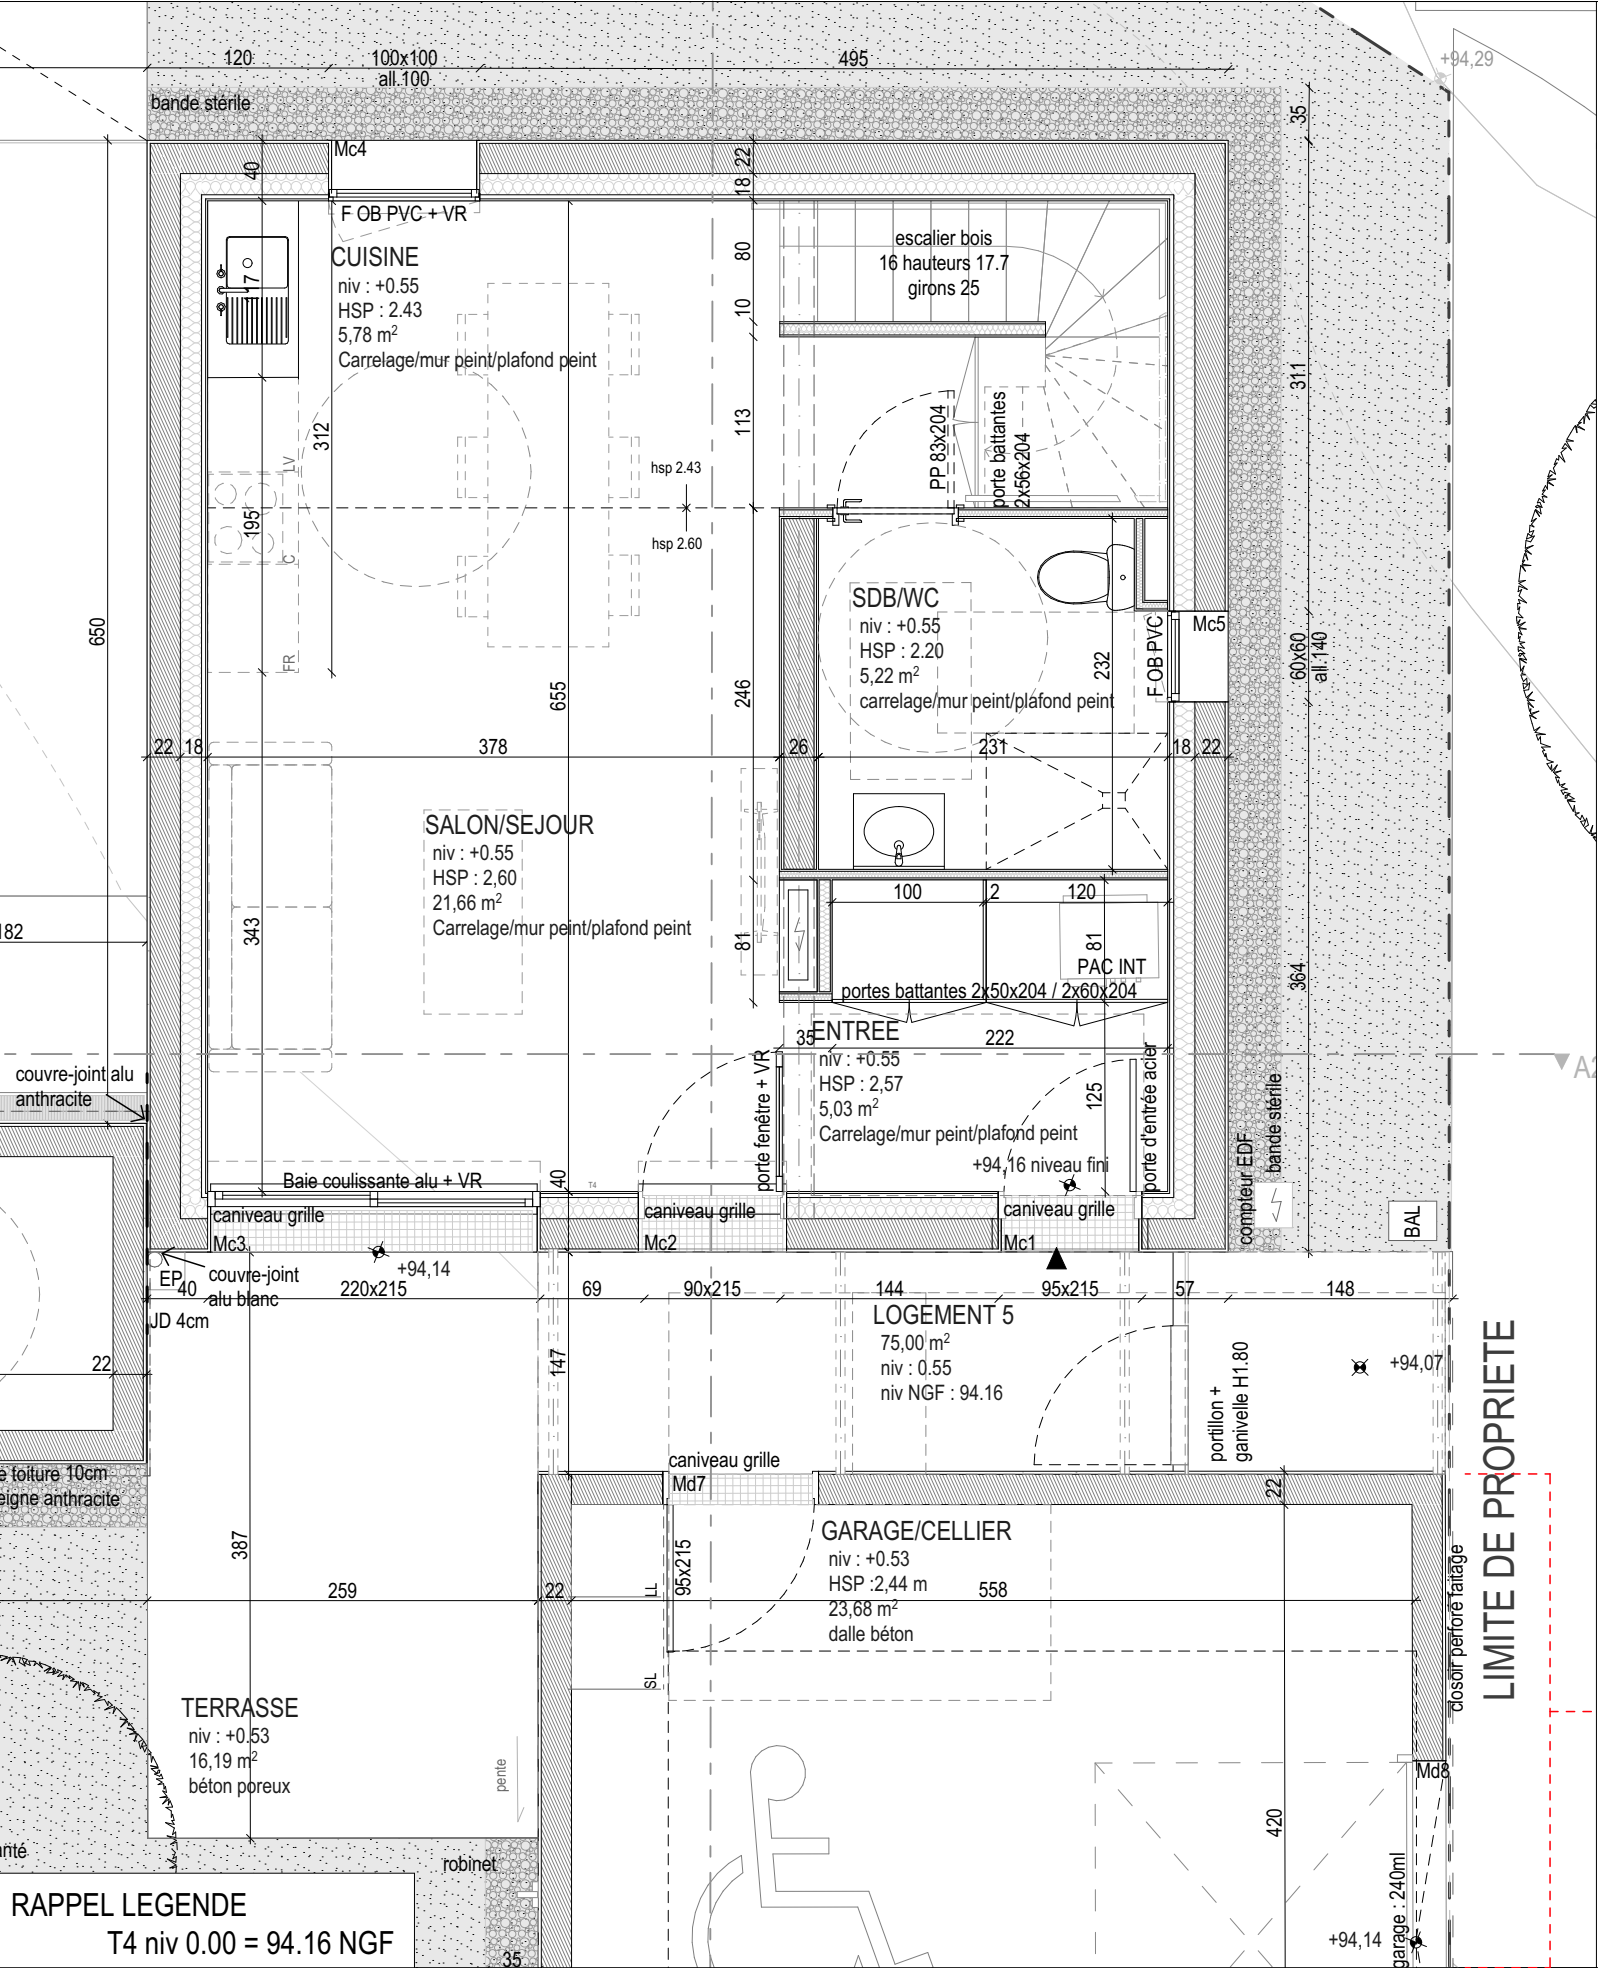 120
100x100
all.100
495
+94,29
bande stérile
35
Mc4
40
22
18
F OB PVC + VR
CUISINE
niv : +0.55
HSP : 2.43
5,78 m²
Carrelage/mur peint/plafond peint
80
escalier bois
16 hauteurs 17.7
girons 25
10
311
113
PP 83x204
porte battantes
2x56x204
312
LV
195
C
FR
hsp 2.43
hsp 2.60
650
655
246
SDB/WC
niv : +0.55
HSP : 2.20
5,22 m²
carrelage/mur peint/plafond peint
232
F OB PVC
Mc5
60x60
all.140
22
18
378
26
231
18
22
SALON/SEJOUR
niv : +0.55
HSP : 2,60
21,66 m²
Carrelage/mur peint/plafond peint
343
182
81
100
2
120
81
PAC INT
portes battantes 2x50x204 / 2x60x204
364
35
ENTREE
222
niv : +0.55
HSP : 2,57
5,03 m²
Carrelage/mur peint/plafond peint
125
+94,16 niveau fini
porte fenêtre + VR
porte d'entrée acier
bande stérile
compteur EDF
BAL
A2
couvre-joint alu
anthracite
Baie coulissante alu + VR
40
T4
caniveau grille
caniveau grille
caniveau grille
Mc3
Mc2
Mc1
+94,14
EP
couvre-joint
alu blanc
JD 4cm
40
220x215
69
90x215
144
95x215
57
148
LOGEMENT 5
75,00 m²
niv : 0.55
niv NGF : 94.16
147
22
portillon +
ganivelle H1.80
+94,07
LIMITE DE PROPRIETE
caniveau grille
Md7
22
e toiture 10cm
eigne anthracite
387
259
22
LL
95x215
GARAGE/CELLIER
niv : +0.53
HSP :2,44 m
23,68 m²
dalle béton
558
closoir perfore faitage
SL
TERRASSE
niv : +0.53
16,19 m²
béton poreux
pente
Md8
420
garage : 240ml
+94,14
robinet
35
RAPPEL LEGENDE
T4 niv 0.00 = 94.16 NGF